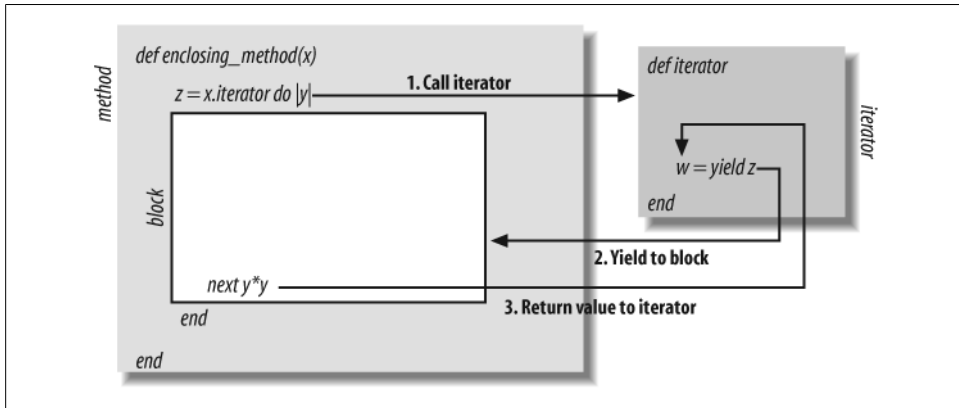 method
def enclosing_method(x)
z = x.iterator do |y|
1. Call iterator
def iterator
iterator
w = yield z
end
block
2. Yield to block
next y*y
3. Return value to iterator
end
end